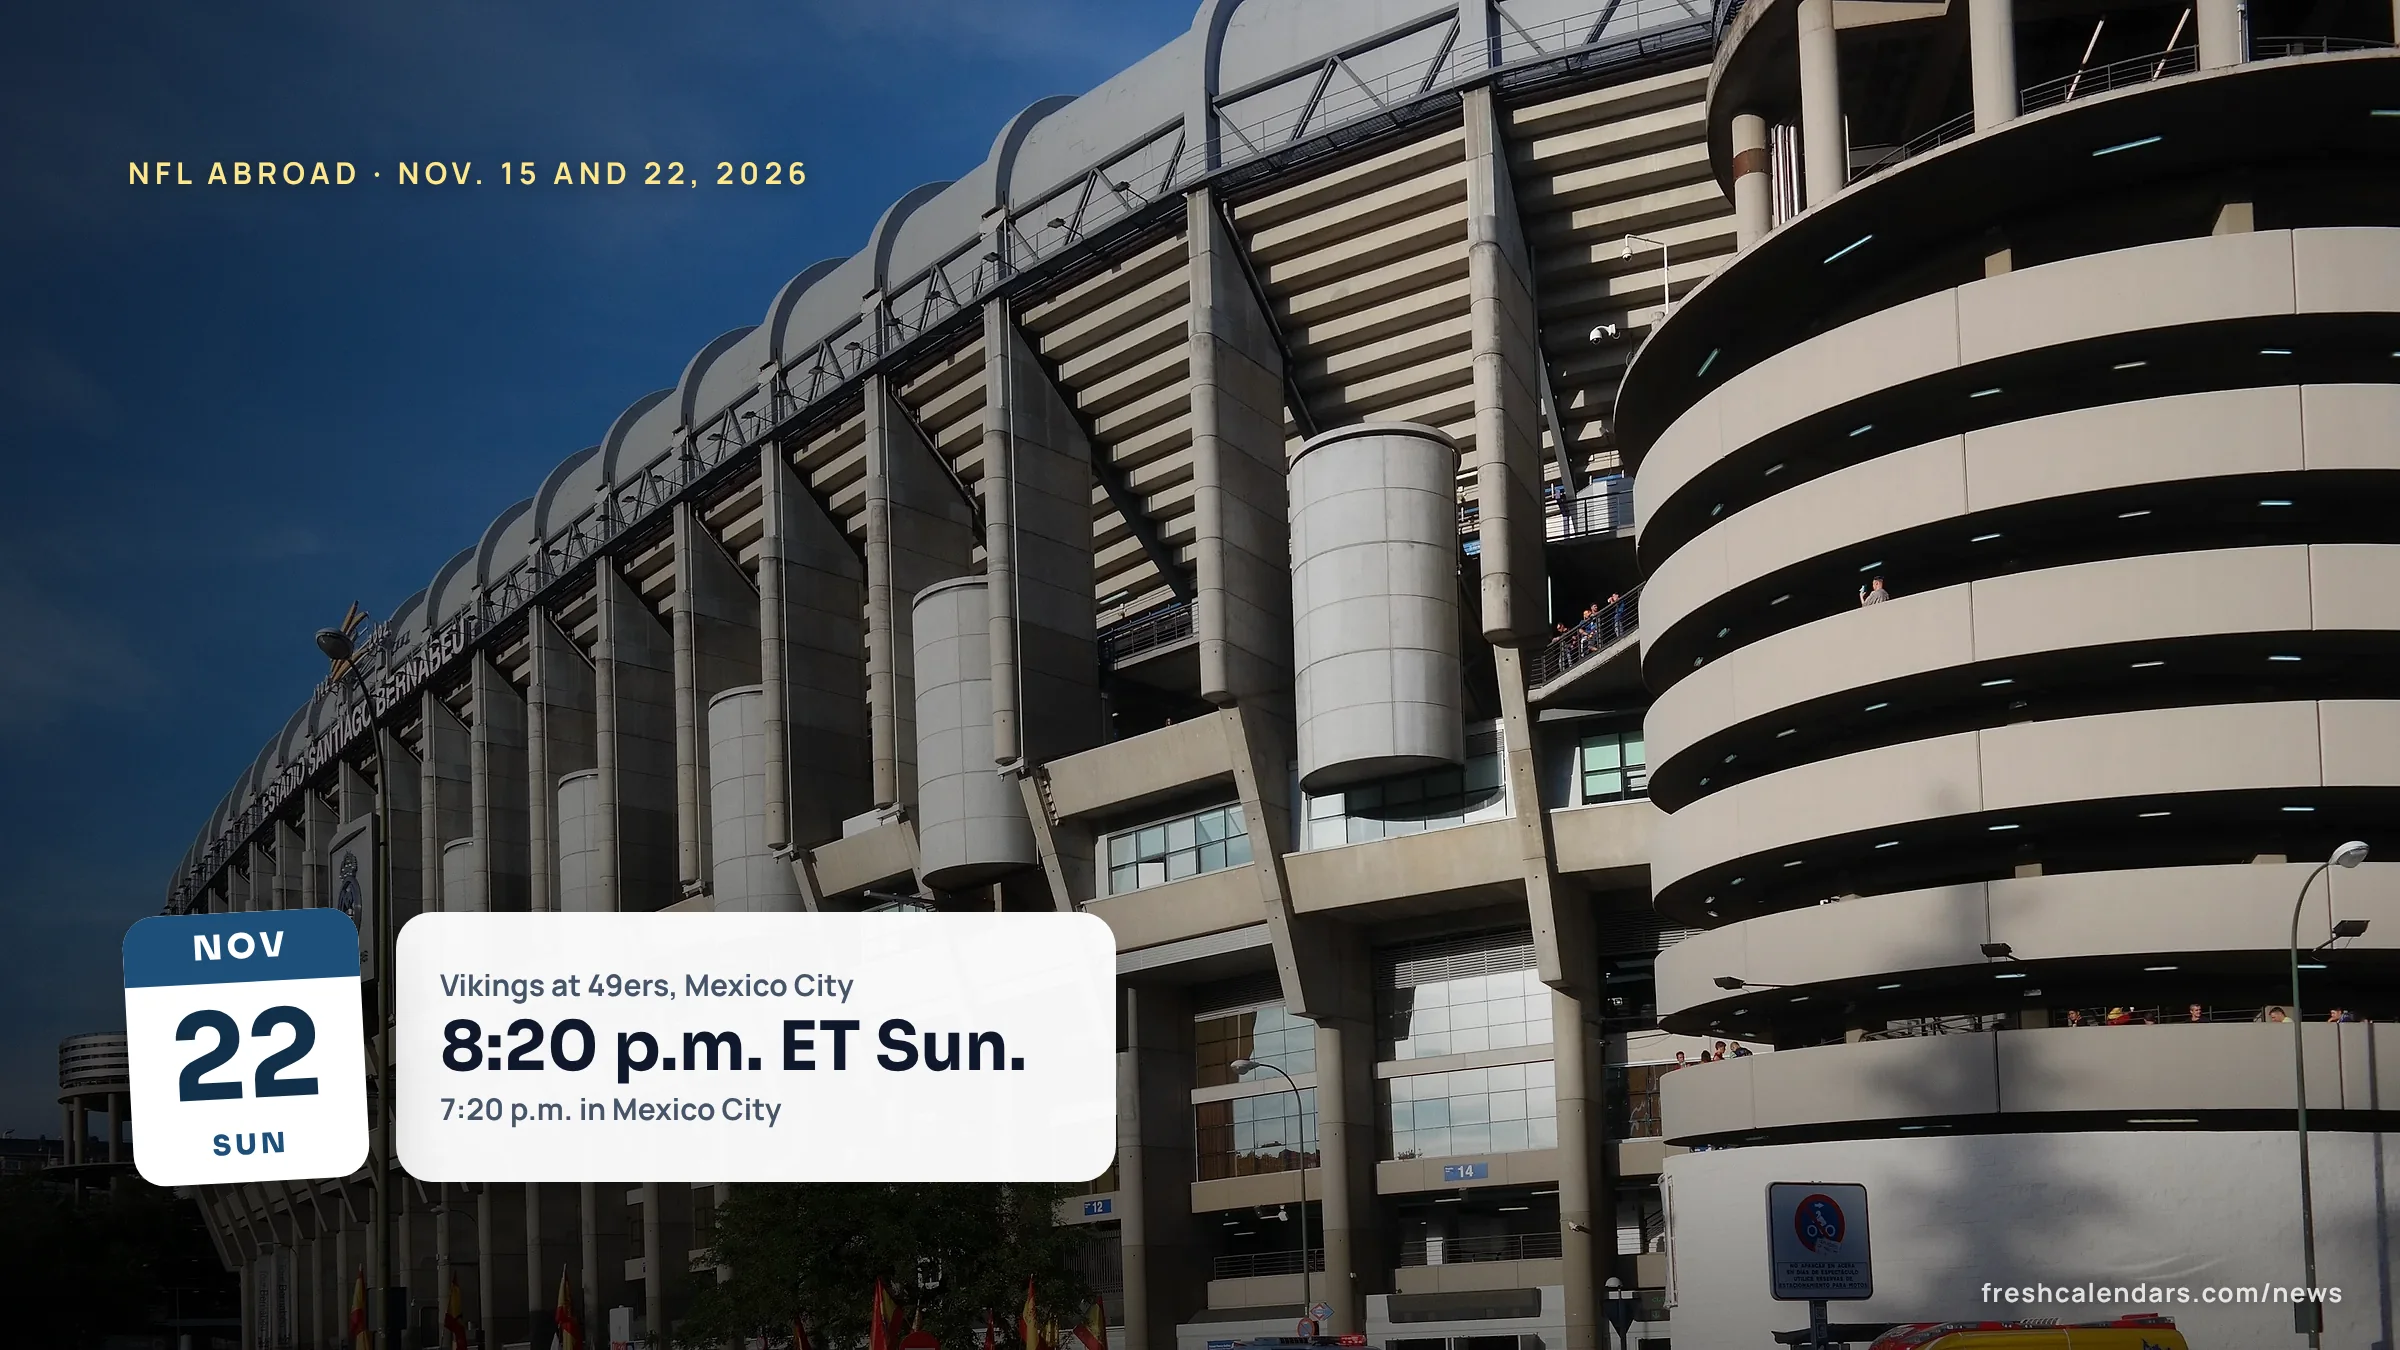 NFL ABROAD · NOV. 15 AND 22, 2026
ESTADIO SANTIAGO BERNABEU
NOV
22
SUN
Vikings at 49ers, Mexico City
8:20 p.m. ET Sun.
7:20 p.m. in Mexico City
14
12
freshcalendars.com/news